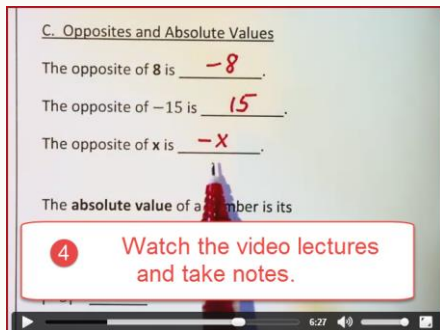 C. Opposites and Absolute Values
The opposite of 8 is -8.
The opposite of −15 is 15.
The opposite of x is -x.
The absolute value of a number is its
4 Watch the video lectures
and take notes.
6:27